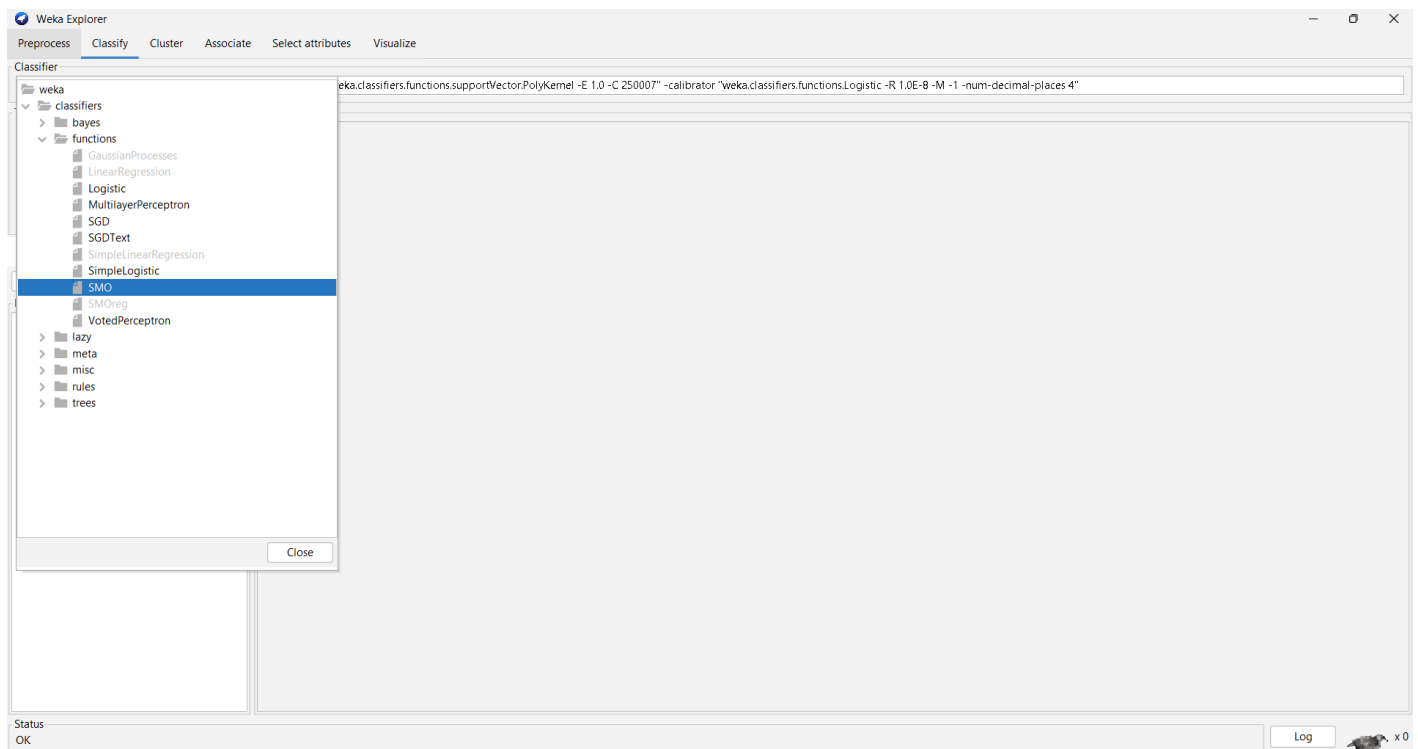 Weka Explorer
Preprocess Classify Cluster Associate Select attributes Visualize
Classifier
eka.classifiers.functions.supportVector.PolyKernel -E 1.0 -C 250007" -calibrator "weka.classifiers.functions.Logistic -R 1.0E-8 -M -1 -num-decimal-places 4"
weka
classifiers
bayes
functions
GaussianProcesses
LinearRegression
Logistic
MultilayerPerceptron
SGD
SGDText
SimpleLinearRegression
SimpleLogistic
SMO
SMOreg
VotedPerceptron
lazy
meta
misc
rules
trees
Close
Status
OK
Log
x 0